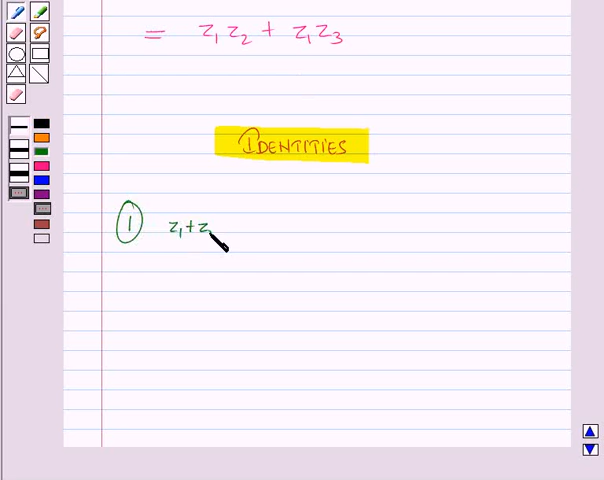 = z₁z₂ + z₁z₃
IDENTITIES
① z₁+z